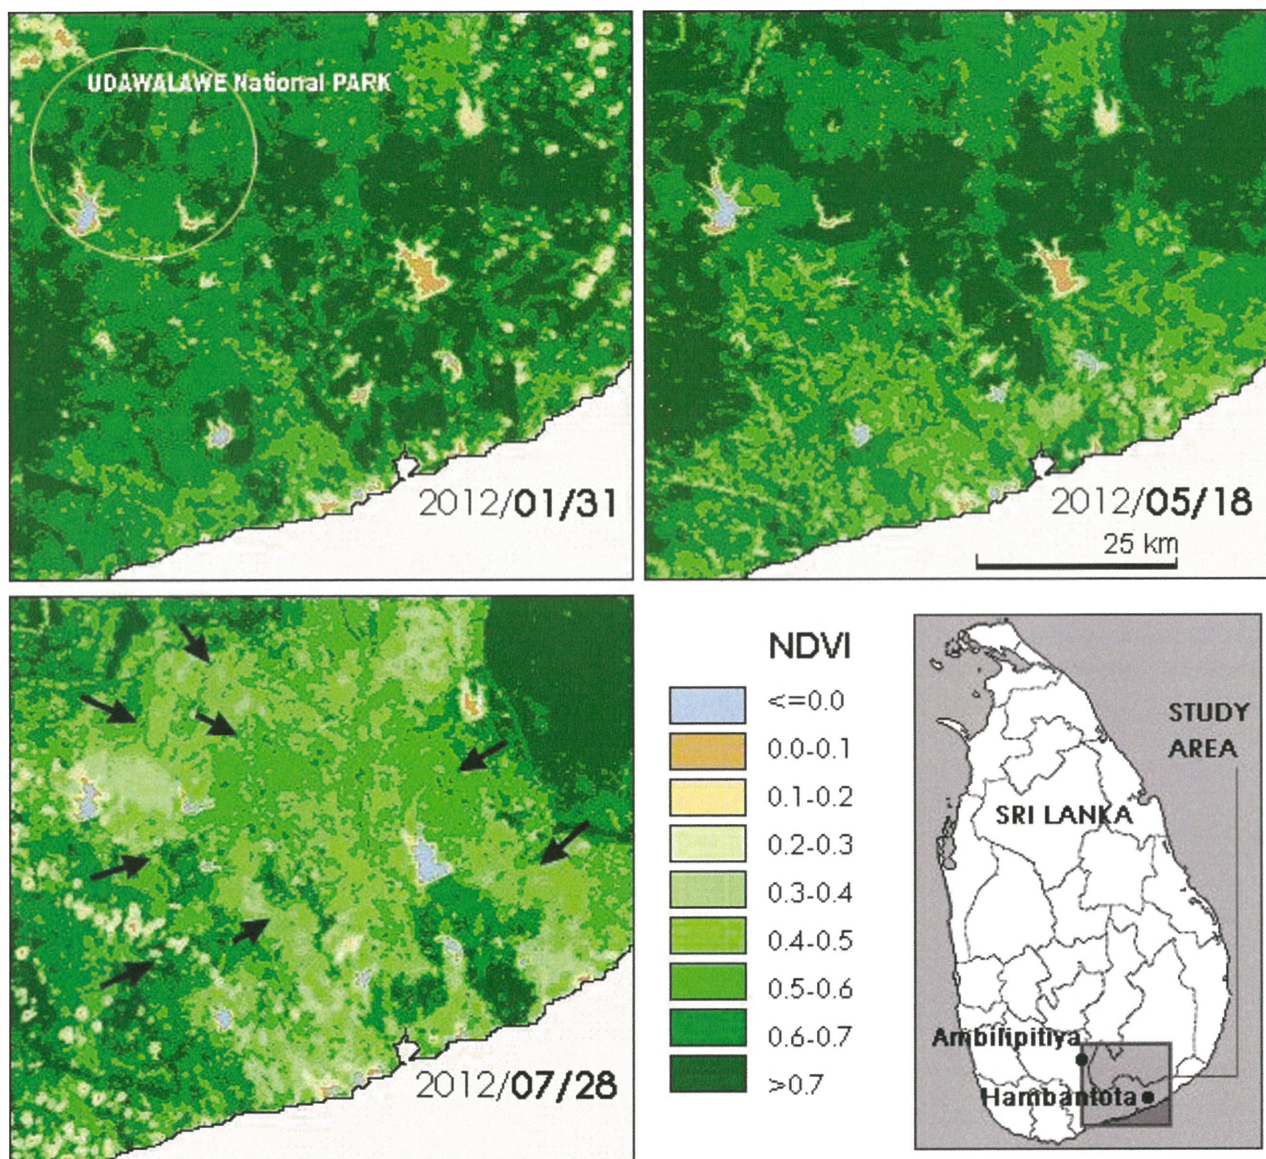 UDAWALAWE National PARK
2012/01/31
2012/05/18
25 km
2012/07/28
NDVI
<=0.0
0.0-0.1
0.1-0.2
0.2-0.3
0.3-0.4
0.4-0.5
0.5-0.6
0.6-0.7
>0.7
STUDY
AREA
SRI LANKA
Ambilipitiya
Hambantota